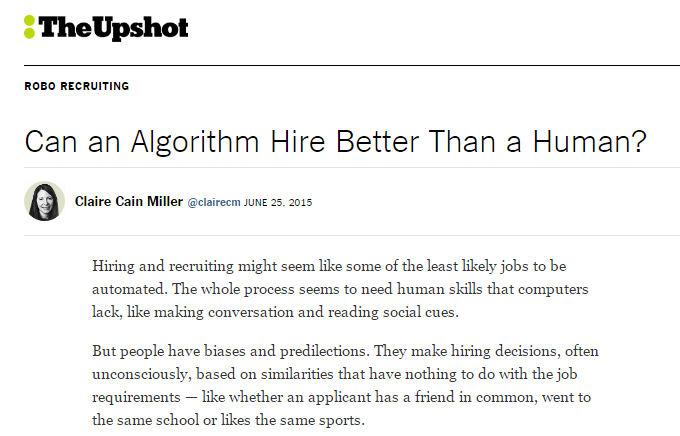 TheUpshot
ROBO RECRUITING
Can an Algorithm Hire Better Than a Human?
Claire Cain Miller @clairecm JUNE 25, 2015
Hiring and recruiting might seem like some of the least likely jobs to be
automated. The whole process seems to need human skills that computers
lack, like making conversation and reading social cues.
But people have biases and predilections. They make hiring decisions, often
unconsciously, based on similarities that have nothing to do with the job
requirements — like whether an applicant has a friend in common, went to
the same school or likes the same sports.